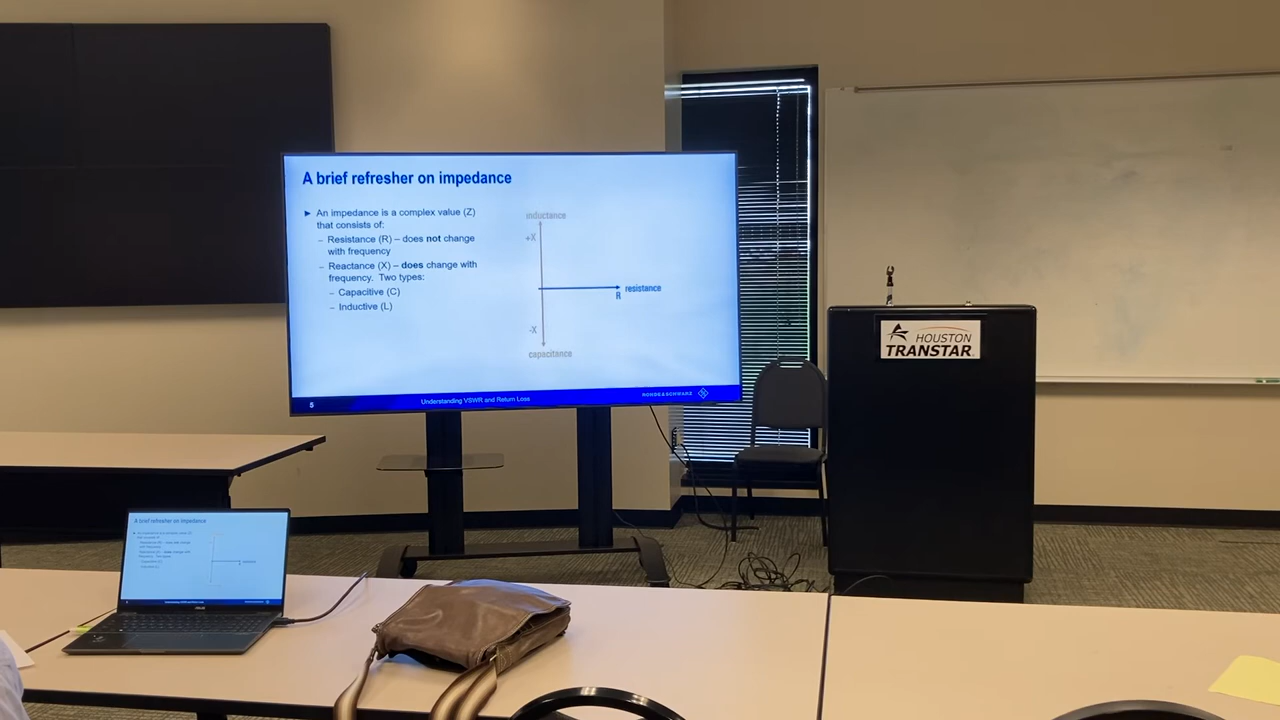 A brief refresher on impedance
► An impedance is a complex value (Z)
that consists of:
– Resistance (R) – does not change
with frequency
– Reactance (X) – does change with
frequency. Two types:
– Capacitive (C)
– Inductive (L)
inductance
+X
resistance
R
-X
capacitance
5
Understanding VSWR and Return Loss
ROHDE & SCHWARZ
HOUSTON
TRANSTAR
A brief refresher on impedance
ASUS